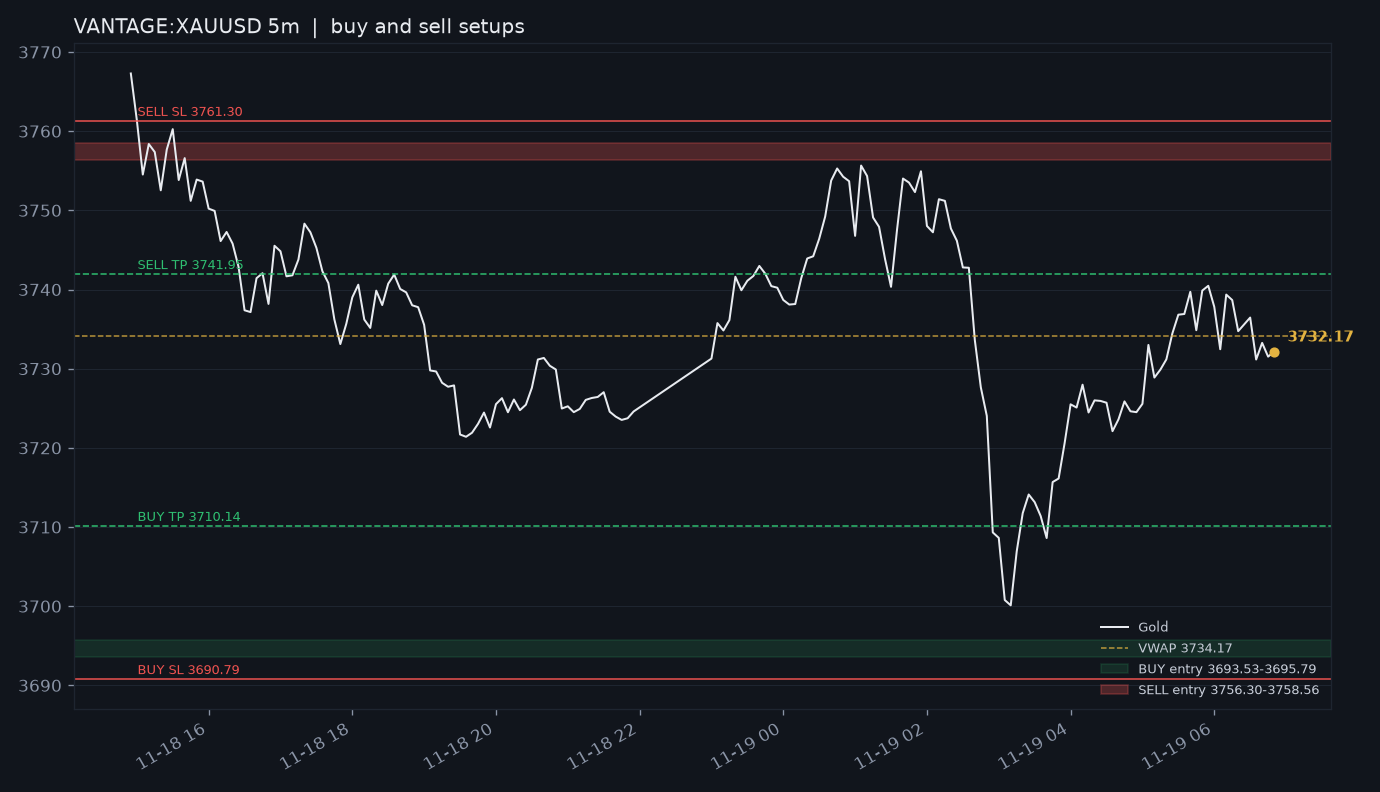 VANTAGE:XAUUSD 5m | buy and sell setups
3770
SELL SL 3761.30
3760
3750
SELL TP 3741.95
3740
3732.17
3730
3720
BUY TP 3710.14
3710
3700
Gold
VWAP 3734.17
BUY SL 3690.79
BUY entry 3693.53-3695.79
3690
SELL entry 3756.30-3758.56
11-18 16
11-18 18
11-18 20
11-18 22
11-19 00
11-19 02
11-19 04
11-19 06